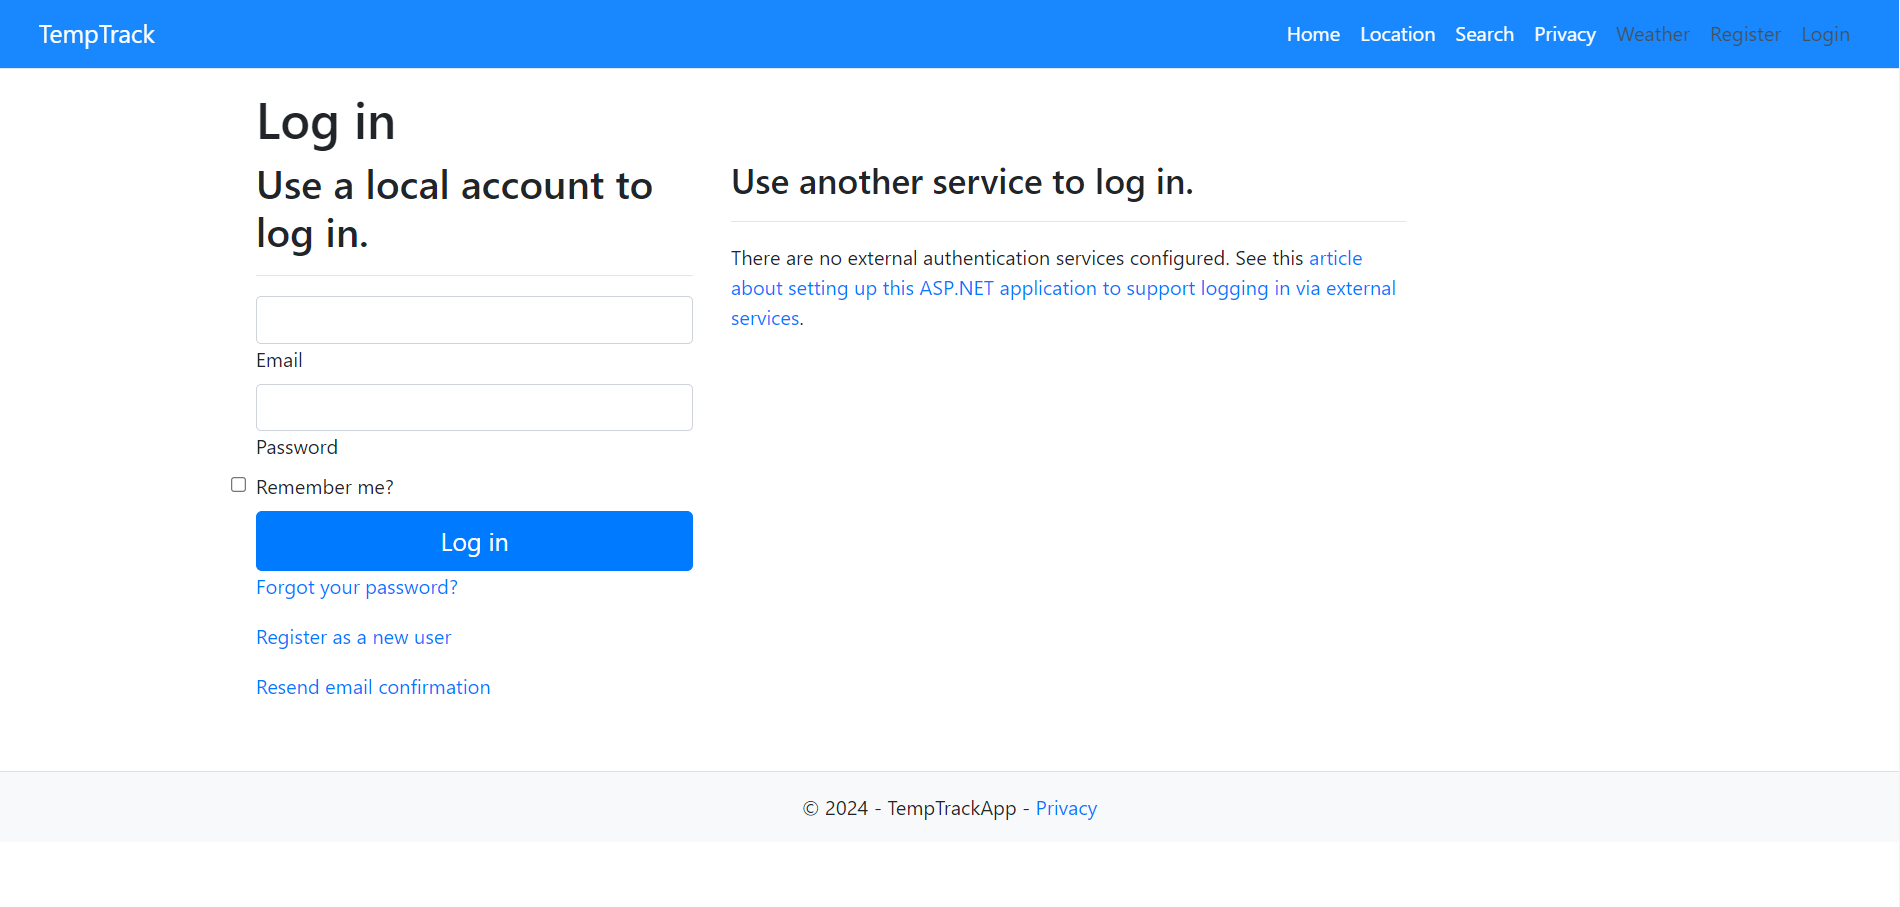 TempTrack
Home Location Search Privacy Weather Register Login
Log in
Use a local account to
log in.
Email
Password
Remember me?
Log in
Forgot your password?
Register as a new user
Resend email confirmation
Use another service to log in.
There are no external authentication services configured. See this article
about setting up this ASP.NET application to support logging in via external
services.
© 2024 - TempTrackApp - Privacy